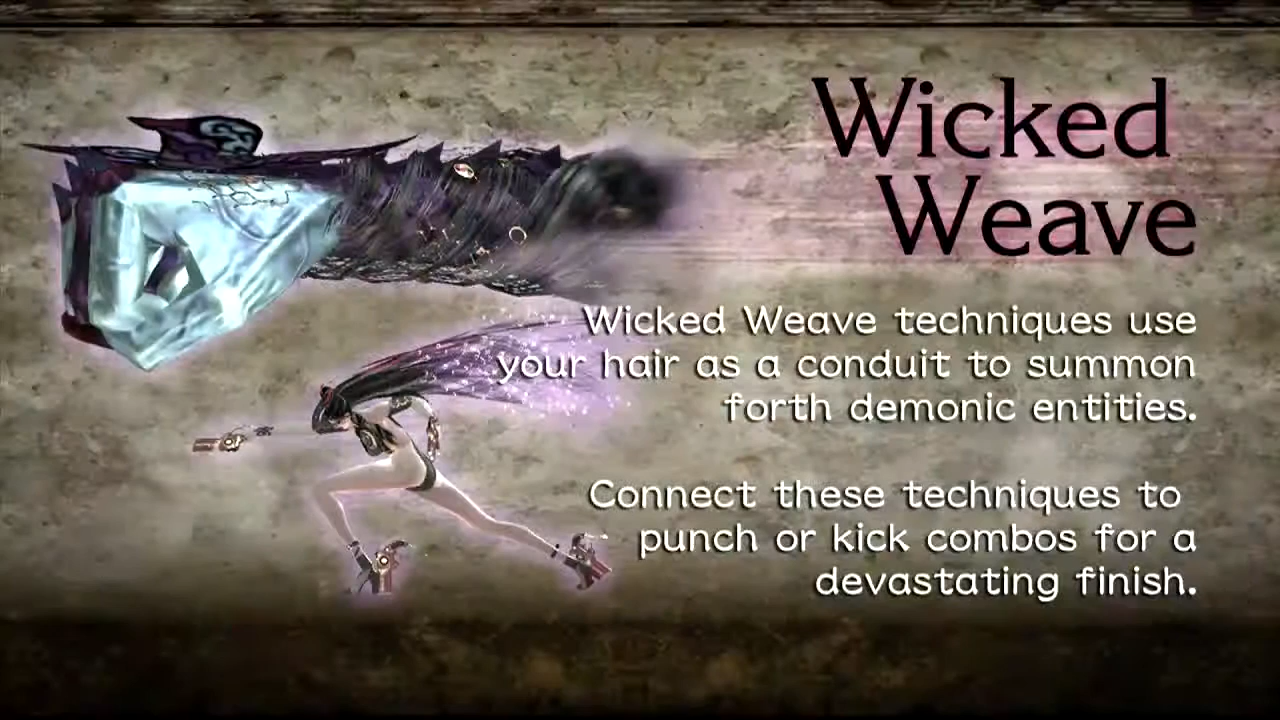 Wicked
Weave
Wicked Weave techniques use
your hair as a conduit to summon
forth demonic entities.
Connect these techniques to
punch or kick combos for a
devastating finish.